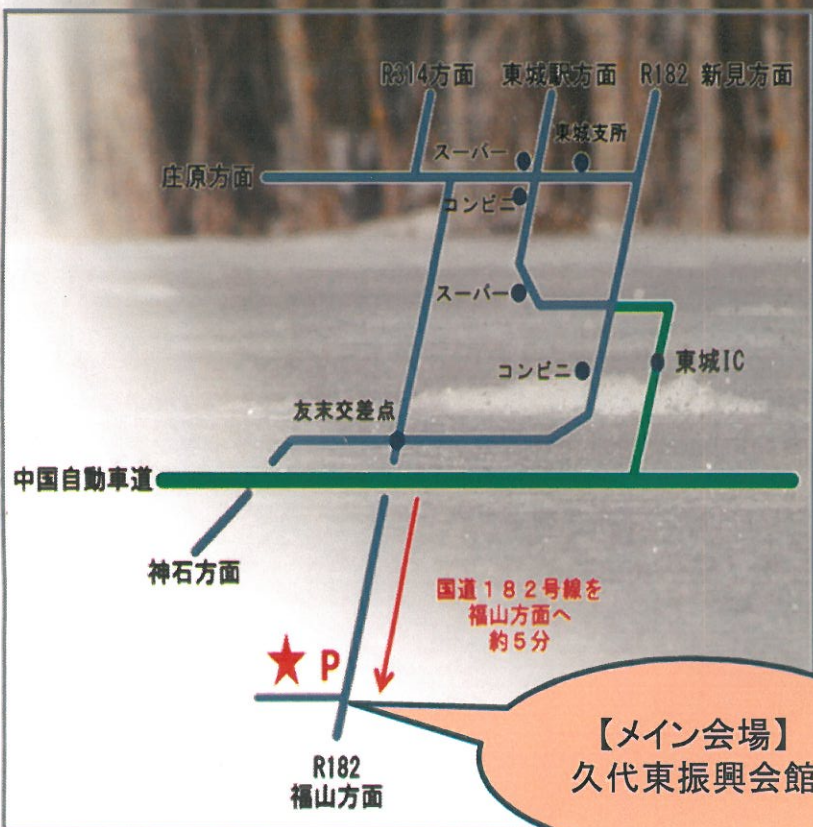 R314方面
東城駅方面
R182 新見方面
スーパー
東城支所
庄原方面
コンビニ
スーパー
コンビニ
東城IC
友末交差点
中国自動車道
神石方面
国道182号線を
福山方面へ
約5分
★ P
【メイン会場】
久代東振興会館
R182
福山方面